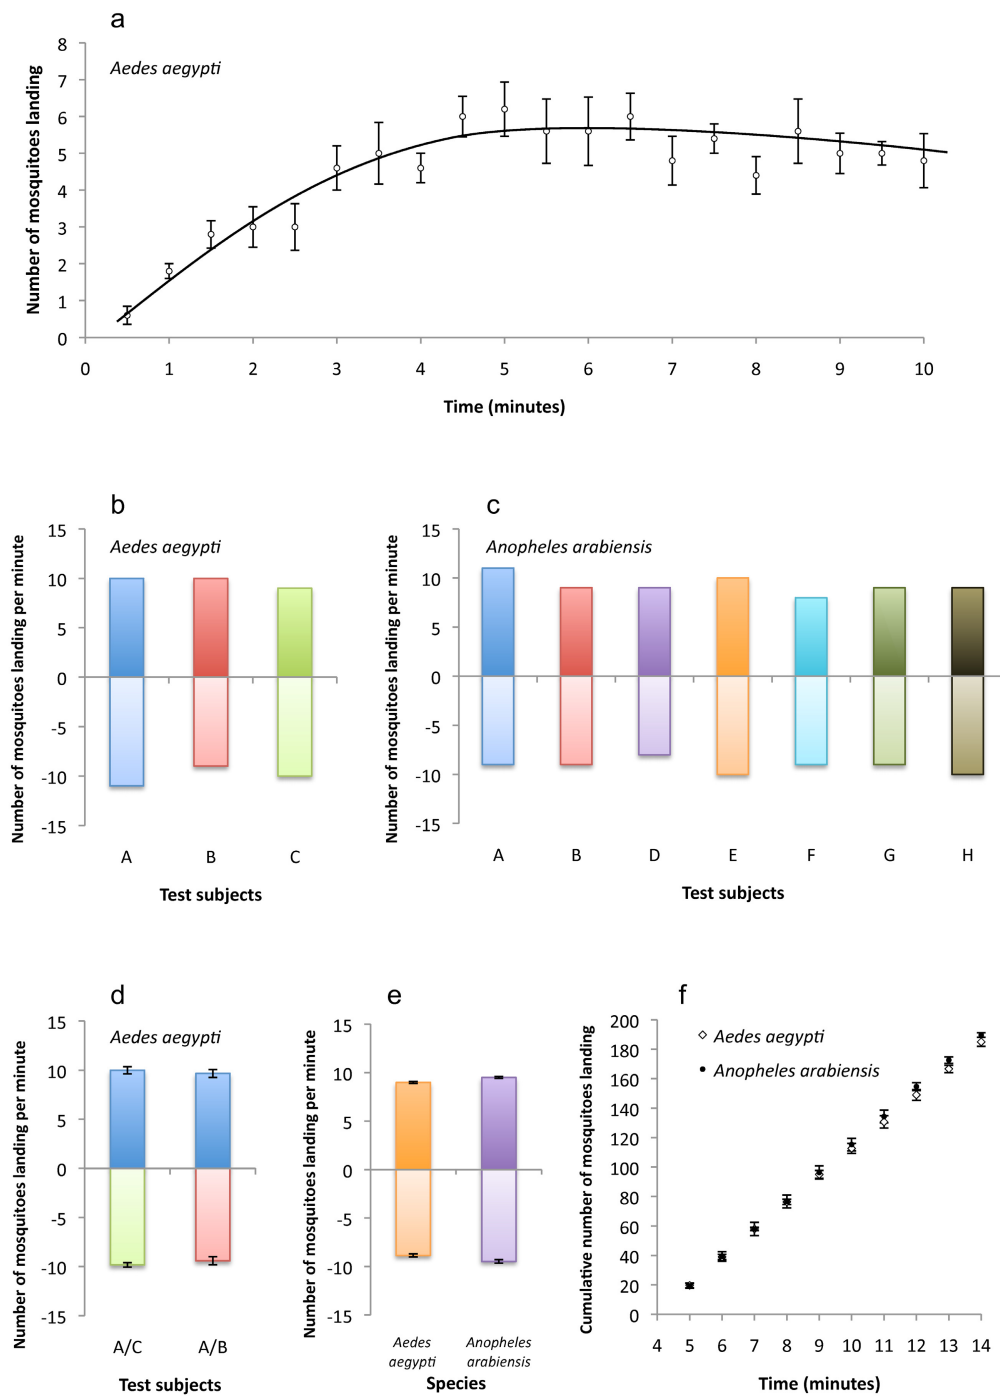 a
Aedes aegypti
Number of mosquitoes landing
8
7
6
5
4
3
2
1
0
0 1 2 3 4 5 6 7 8 9 10
Time (minutes)
b
Aedes aegypti
Number of mosquitoes landing per minute
15
10
5
0
-5
-10
-15
A B C
Test subjects
c
Anopheles arabiensis
Number of mosquitoes landing per minute
15
10
5
0
-5
-10
-15
A B D E F G H
Test subjects
d
Aedes aegypti
Number of mosquitoes landing per minute
15
10
5
0
-5
-10
-15
A/C A/B
Test subjects
e
Number of mosquitoes landing per minute
15
10
5
0
-5
-10
-15
Aedes
aegypti
Anopheles
arabiensis
Species
f
Aedes aegypti
Anopheles arabiensis
Cumulative number of mosquitoes landing
200
180
160
140
120
100
80
60
40
20
0
4 5 6 7 8 9 10 11 12 13 14
Time (minutes)